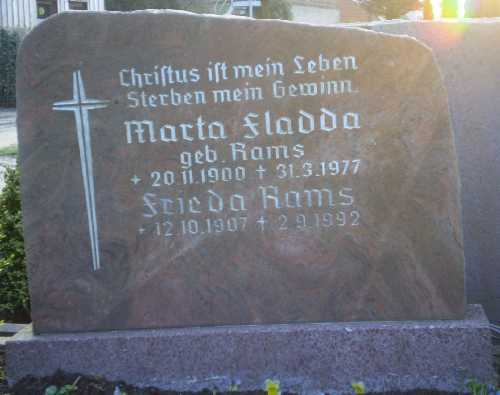 Chriſtus iſt mein Leben
Sterben mein Gewinn.
Marta Fladda
geb. Rams
* 20.11.1900 † 31.3.1977
Frieda Rams
* 12.10.1907 † 2.9.1992